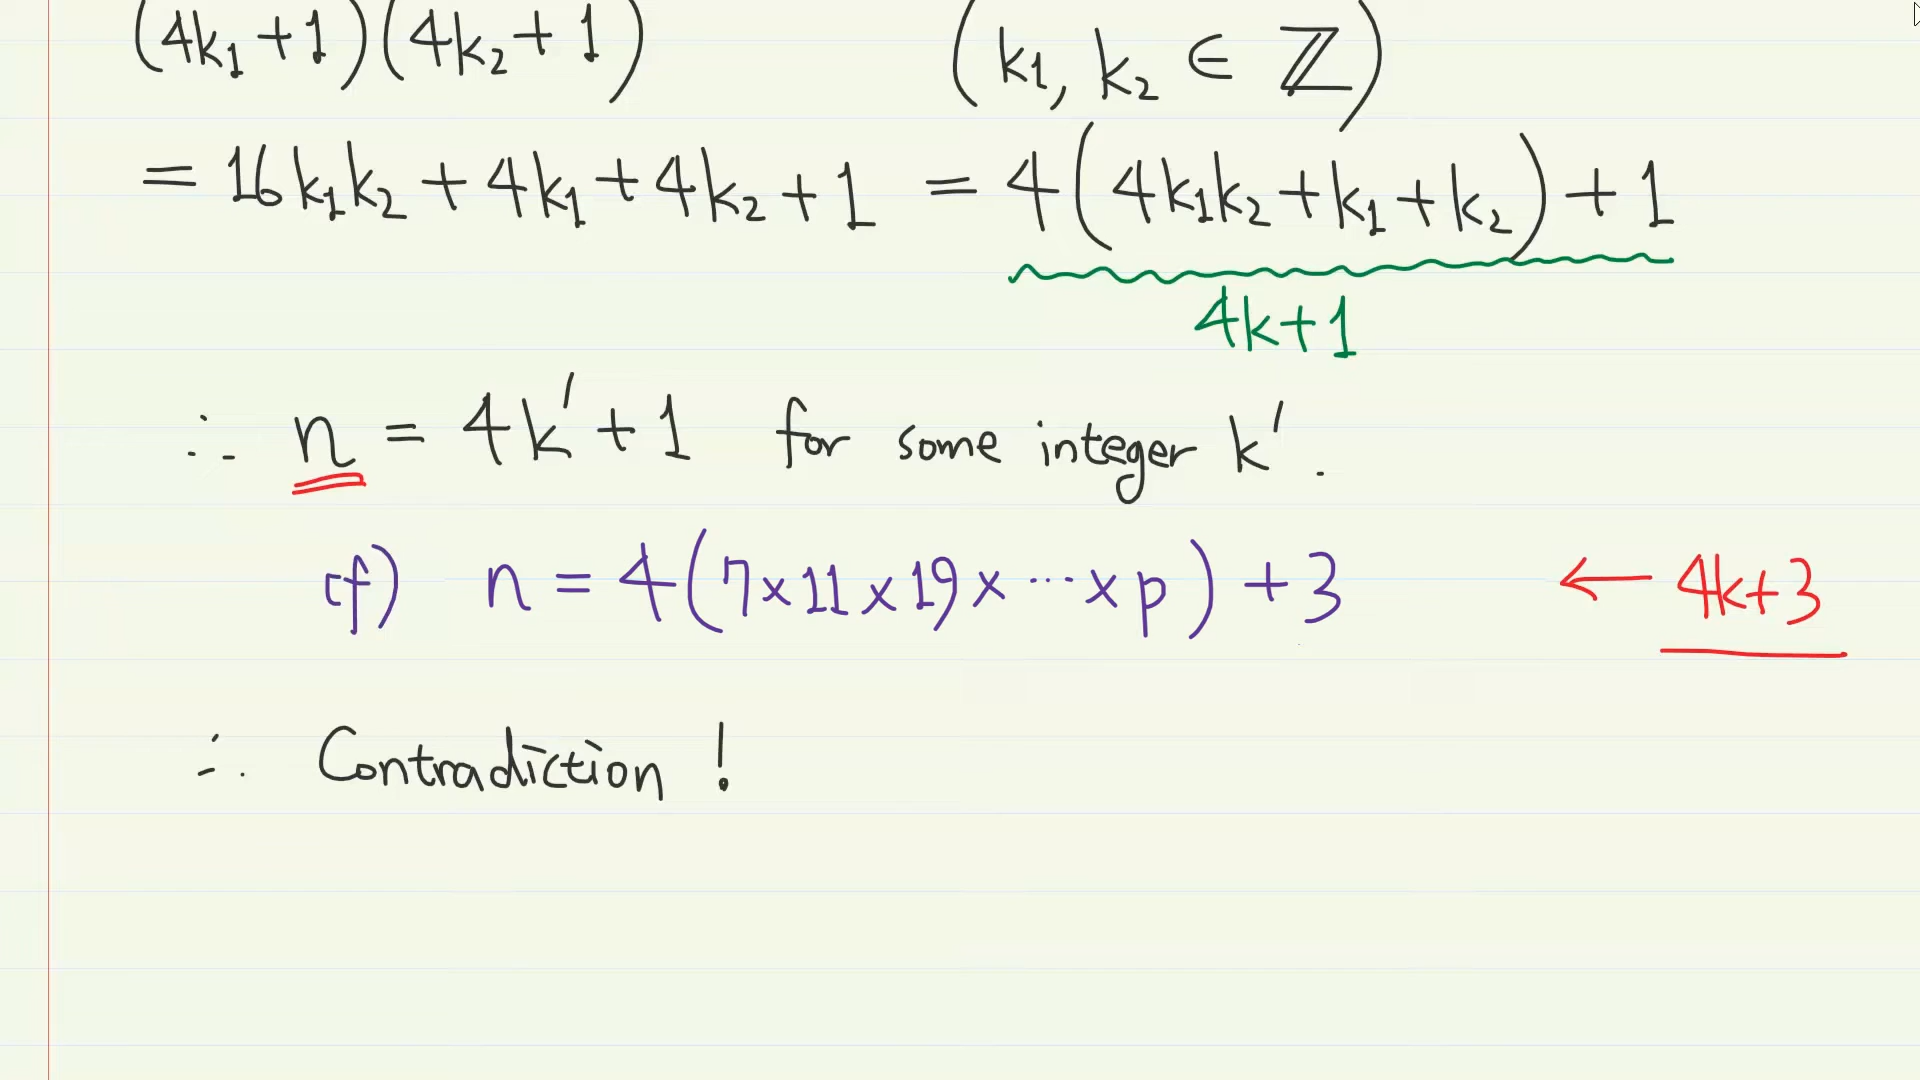 (4k₁+1)(4k₂+1) (k₁, k₂ ∈ ℤ)
= 16k₁k₂ + 4k₁ + 4k₂ + 1 = 4(4k₁k₂+k₁+k₂)+1
4k+1
∴ n = 4k′+1 for some integer k′.
cf) n = 4(7×11×19×⋯×p)+3 ← 4k+3
∴ Contradiction!